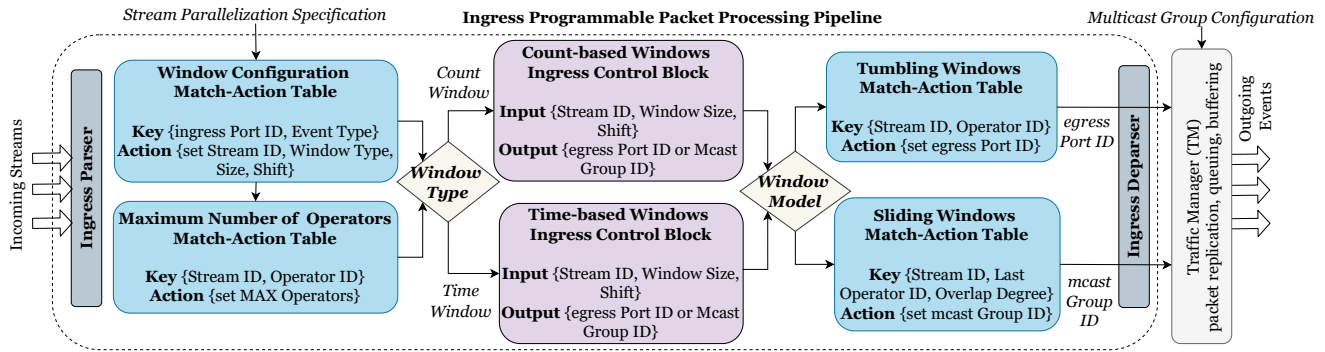 Stream Parallelization Specification
Ingress Programmable Packet Processing Pipeline
Multicast Group Configuration
Incoming Streams
Ingress Parser
Window Configuration
Match-Action Table
Key {ingress Port ID, Event Type}
Action {set Stream ID, Window Type,
Size, Shift}
Maximum Number of Operators
Match-Action Table
Key {Stream ID, Operator ID}
Action {set MAX Operators}
Count
Window
Window
Type
Time
Window
Count-based Windows
Ingress Control Block
Input {Stream ID, Window Size,
Shift}
Output {egress Port ID or Mcast
Group ID}
Time-based Windows
Ingress Control Block
Input {Stream ID, Window Size,
Shift}
Output {egress Port ID or Mcast
Group ID}
Window
Model
Tumbling Windows
Match-Action Table
Key {Stream ID, Operator ID}
Action {set egress Port ID}
Sliding Windows
Match-Action Table
Key {Stream ID, Last
Operator ID, Overlap Degree}
Action {set mcast Group ID}
egress
Port ID
mcast
Group
ID
Ingress Deparser
Traffic Manager (TM)
packet replication, queuing, buffering
Outgoing
Events